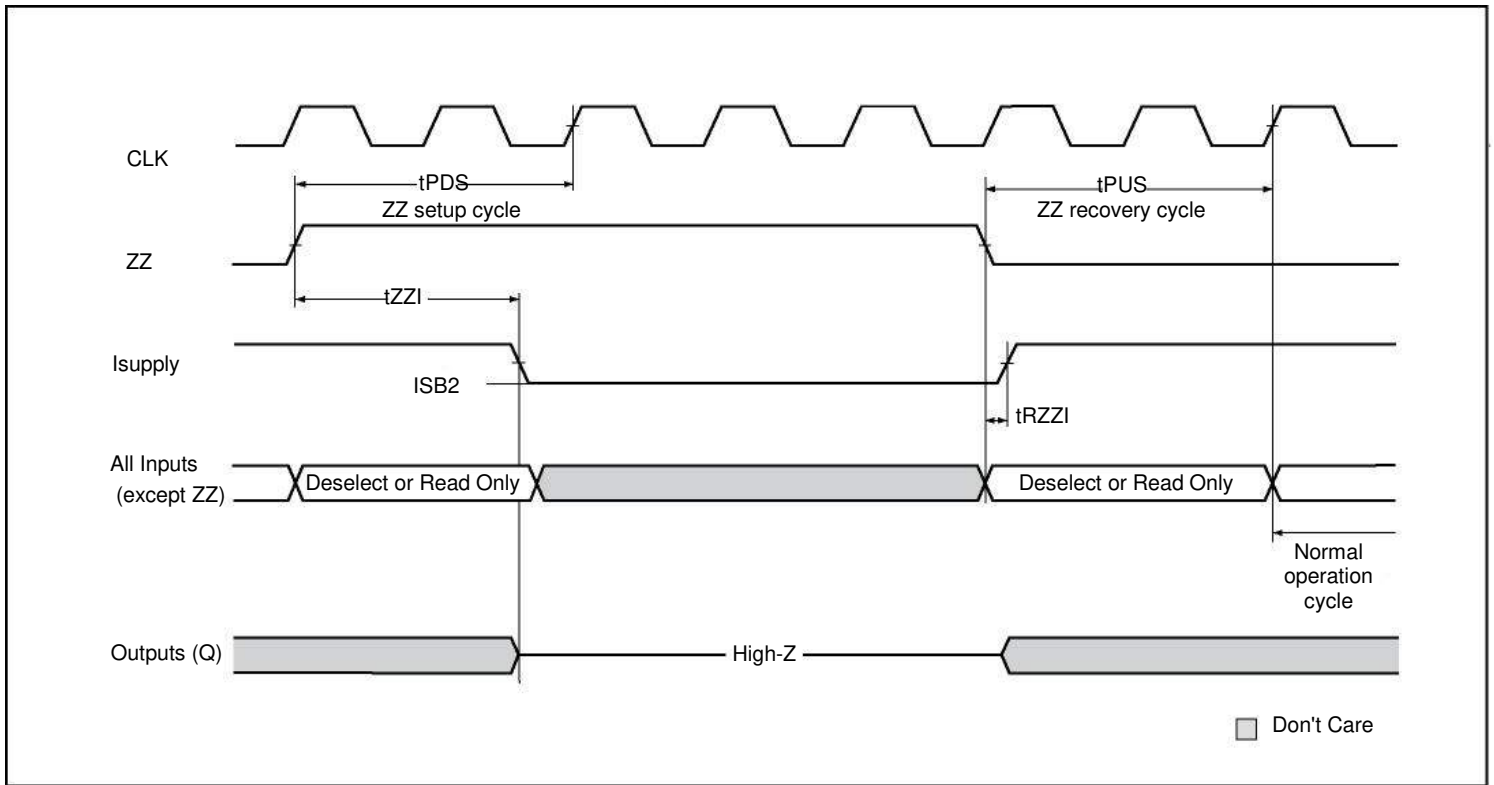 CLK
tPDS
tPUS
ZZ setup cycle
ZZ recovery cycle
ZZ
tZZI
Isupply
ISB2
tRZZI
All Inputs
(except ZZ)
Deselect or Read Only
Deselect or Read Only
Normal
operation
cycle
Outputs (Q)
High-Z
Don't Care